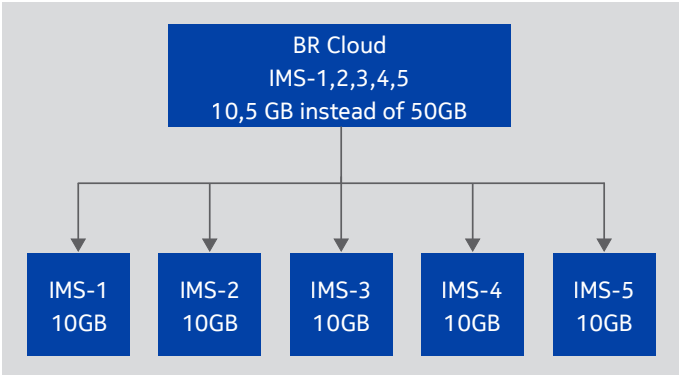 BR Cloud
IMS-1,2,3,4,5
10,5 GB instead of 50GB
IMS-1
10GB
IMS-2
10GB
IMS-3
10GB
IMS-4
10GB
IMS-5
10GB